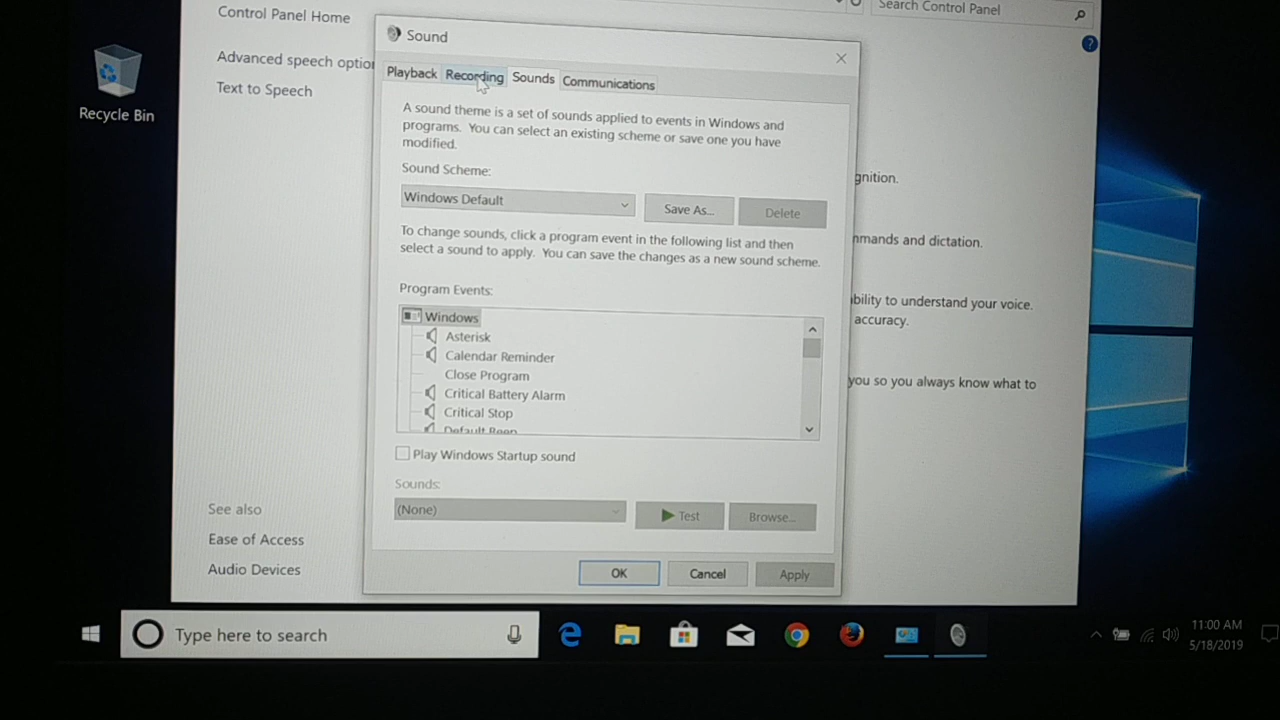 Control Panel Home
Search Control Panel
Sound
Advanced speech optio
Text to Speech
Recycle Bin
Playback Recording Sounds Communications
A sound theme is a set of sounds applied to events in Windows and
programs. You can select an existing scheme or save one you have
modified.
Sound Scheme:
Windows Default
Save As...
Delete
To change sounds, click a program event in the following list and then
select a sound to apply. You can save the changes as a new sound scheme.
Program Events:
Windows
Asterisk
Calendar Reminder
Close Program
Critical Battery Alarm
Critical Stop
Default Beep
Play Windows Startup sound
Sounds:
(None)
Test
Browse...
OK
Cancel
Apply
gnition.
mmands and dictation.
bility to understand your voice.
accuracy.
you so you always know what to
See also
Ease of Access
Audio Devices
Type here to search
11:00 AM
5/18/2019